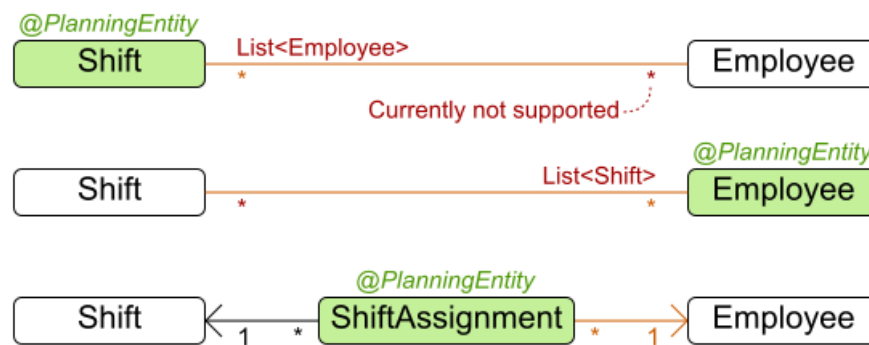 @PlanningEntity
Shift List<Employee> Employee
* *
Currently not supported
@PlanningEntity
Shift List<Shift> Employee
* *
@PlanningEntity
Shift ShiftAssignment Employee
1 * * 1